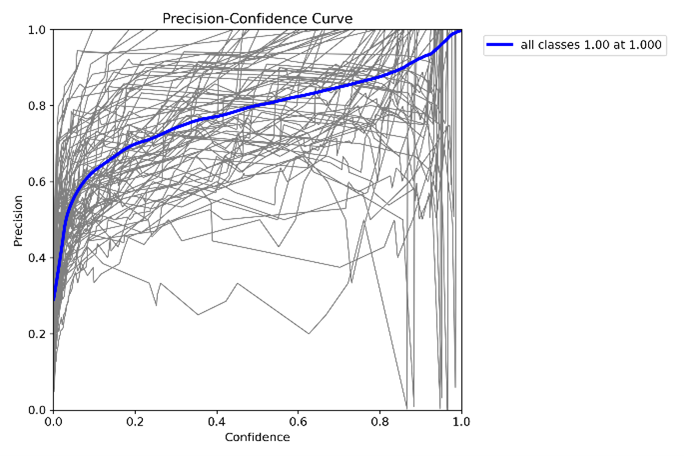 Precision-Confidence Curve
all classes 1.00 at 1.000
1.0
0.8
0.6
0.4
0.2
0.0
Precision
0.0 0.2 0.4 0.6 0.8 1.0
Confidence